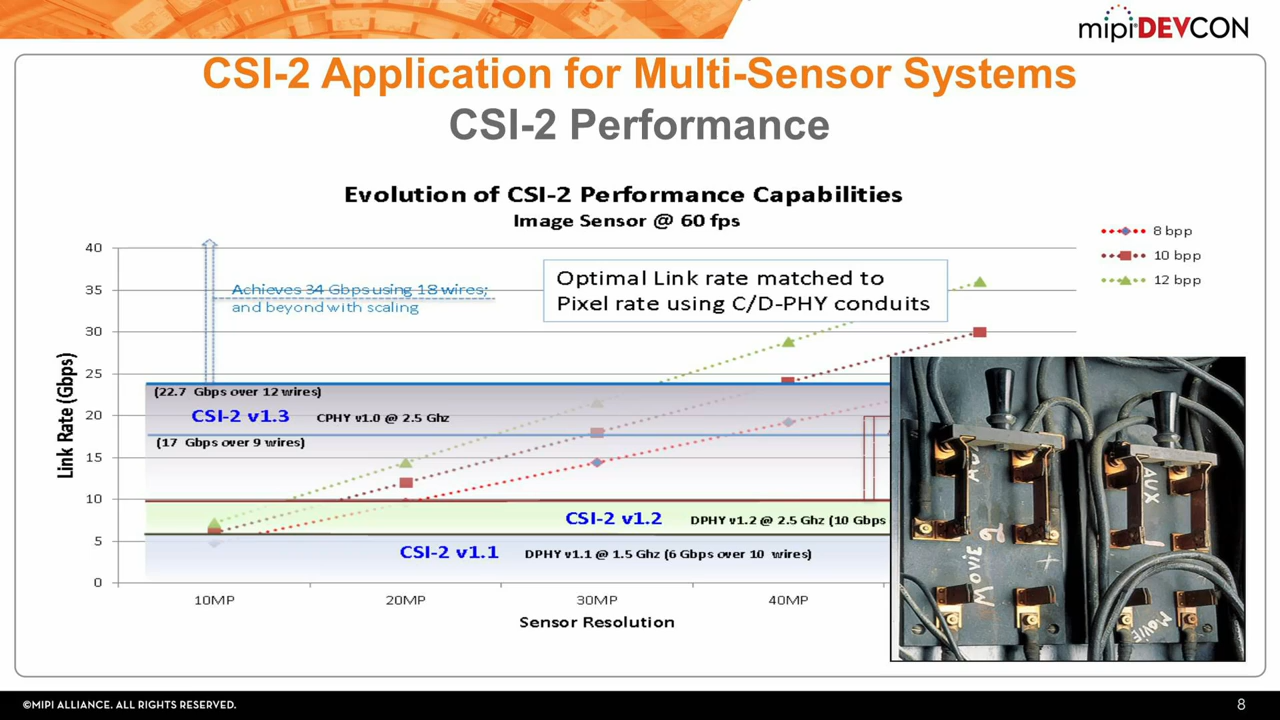 mipi DEVCON
CSI-2 Application for Multi-Sensor Systems
CSI-2 Performance
Evolution of CSI-2 Performance Capabilities
Image Sensor @ 60 fps
8 bpp
10 bpp
12 bpp
Link Rate (Gbps)
40
35
30
25
20
15
10
5
0
Achieves 34 Gbps using 18 wires;
and beyond with scaling
Optimal Link rate matched to
Pixel rate using C/D-PHY conduits
(22.7 Gbps over 12 wires)
CSI-2 v1.3 CPHY v1.0 @ 2.5 Ghz
(17 Gbps over 9 wires)
CSI-2 v1.2 DPHY v1.2 @ 2.5 Ghz (10 Gbps
CSI-2 v1.1 DPHY v1.1 @ 1.5 Ghz (6 Gbps over 10 wires)
10MP 20MP 30MP 40MP
Sensor Resolution
AUX
MOVIE 2
AUX
MOVIE
©MIPI ALLIANCE. ALL RIGHTS RESERVED.
8